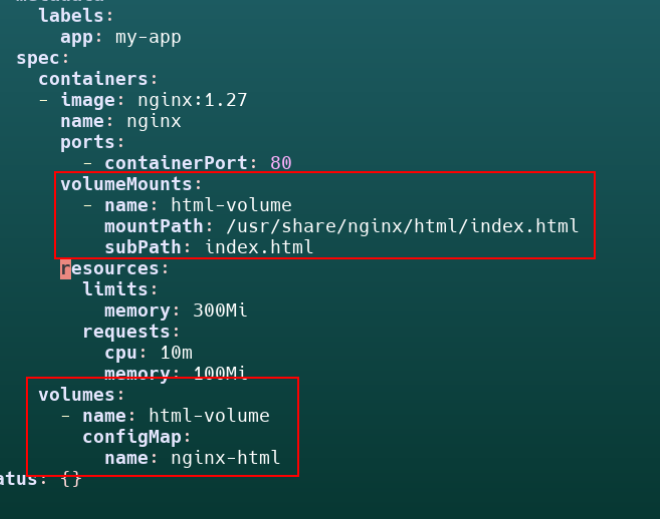 labels:
app: my-app
spec:
containers:
- image: nginx:1.27
name: nginx
ports:
- containerPort: 80
volumeMounts:
- name: html-volume
mountPath: /usr/share/nginx/html/index.html
subPath: index.html
resources:
limits:
memory: 300Mi
requests:
cpu: 10m
memory: 100Mi
volumes:
- name: html-volume
configMap:
name: nginx-html
atus: {}